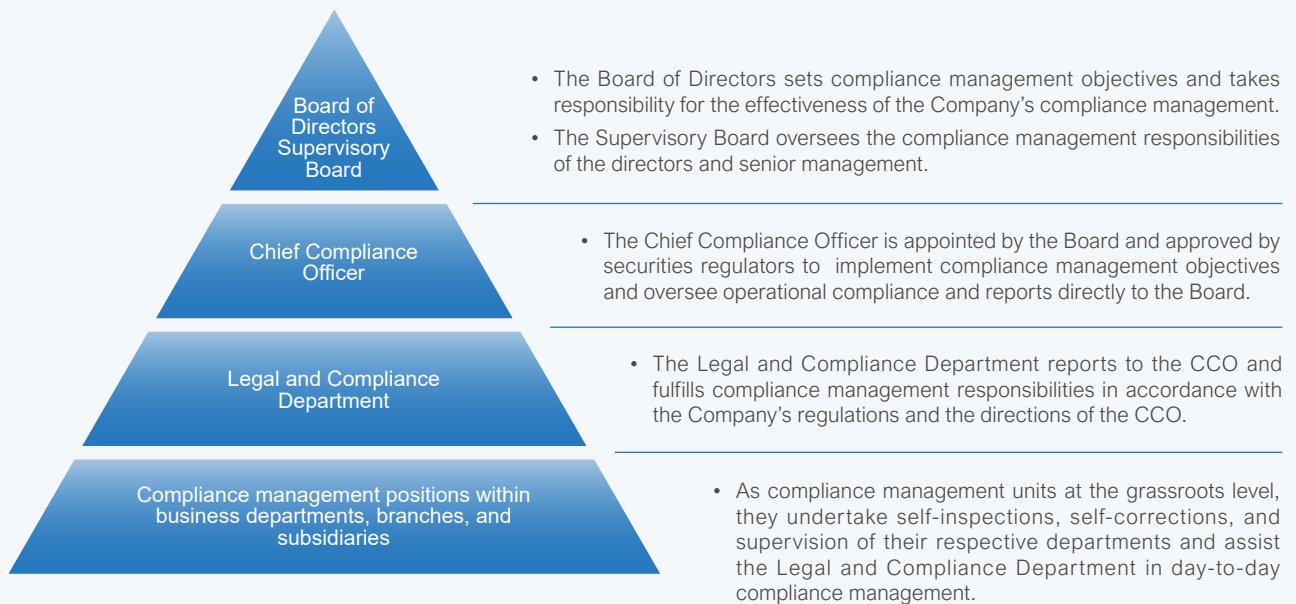 Board of
Directors
Supervisory
Board
• The Board of Directors sets compliance management objectives and takes
responsibility for the effectiveness of the Company's compliance management.
• The Supervisory Board oversees the compliance management responsibilities
of the directors and senior management.
Chief Compliance
Officer
• The Chief Compliance Officer is appointed by the Board and approved by
securities regulators to implement compliance management objectives
and oversee operational compliance and reports directly to the Board.
Legal and Compliance
Department
• The Legal and Compliance Department reports to the CCO and
fulfills compliance management responsibilities in accordance with
the Company's regulations and the directions of the CCO.
Compliance management positions within
business departments, branches, and
subsidiaries
• As compliance management units at the grassroots level,
they undertake self-inspections, self-corrections, and
supervision of their respective departments and assist
the Legal and Compliance Department in day-to-day
compliance management.